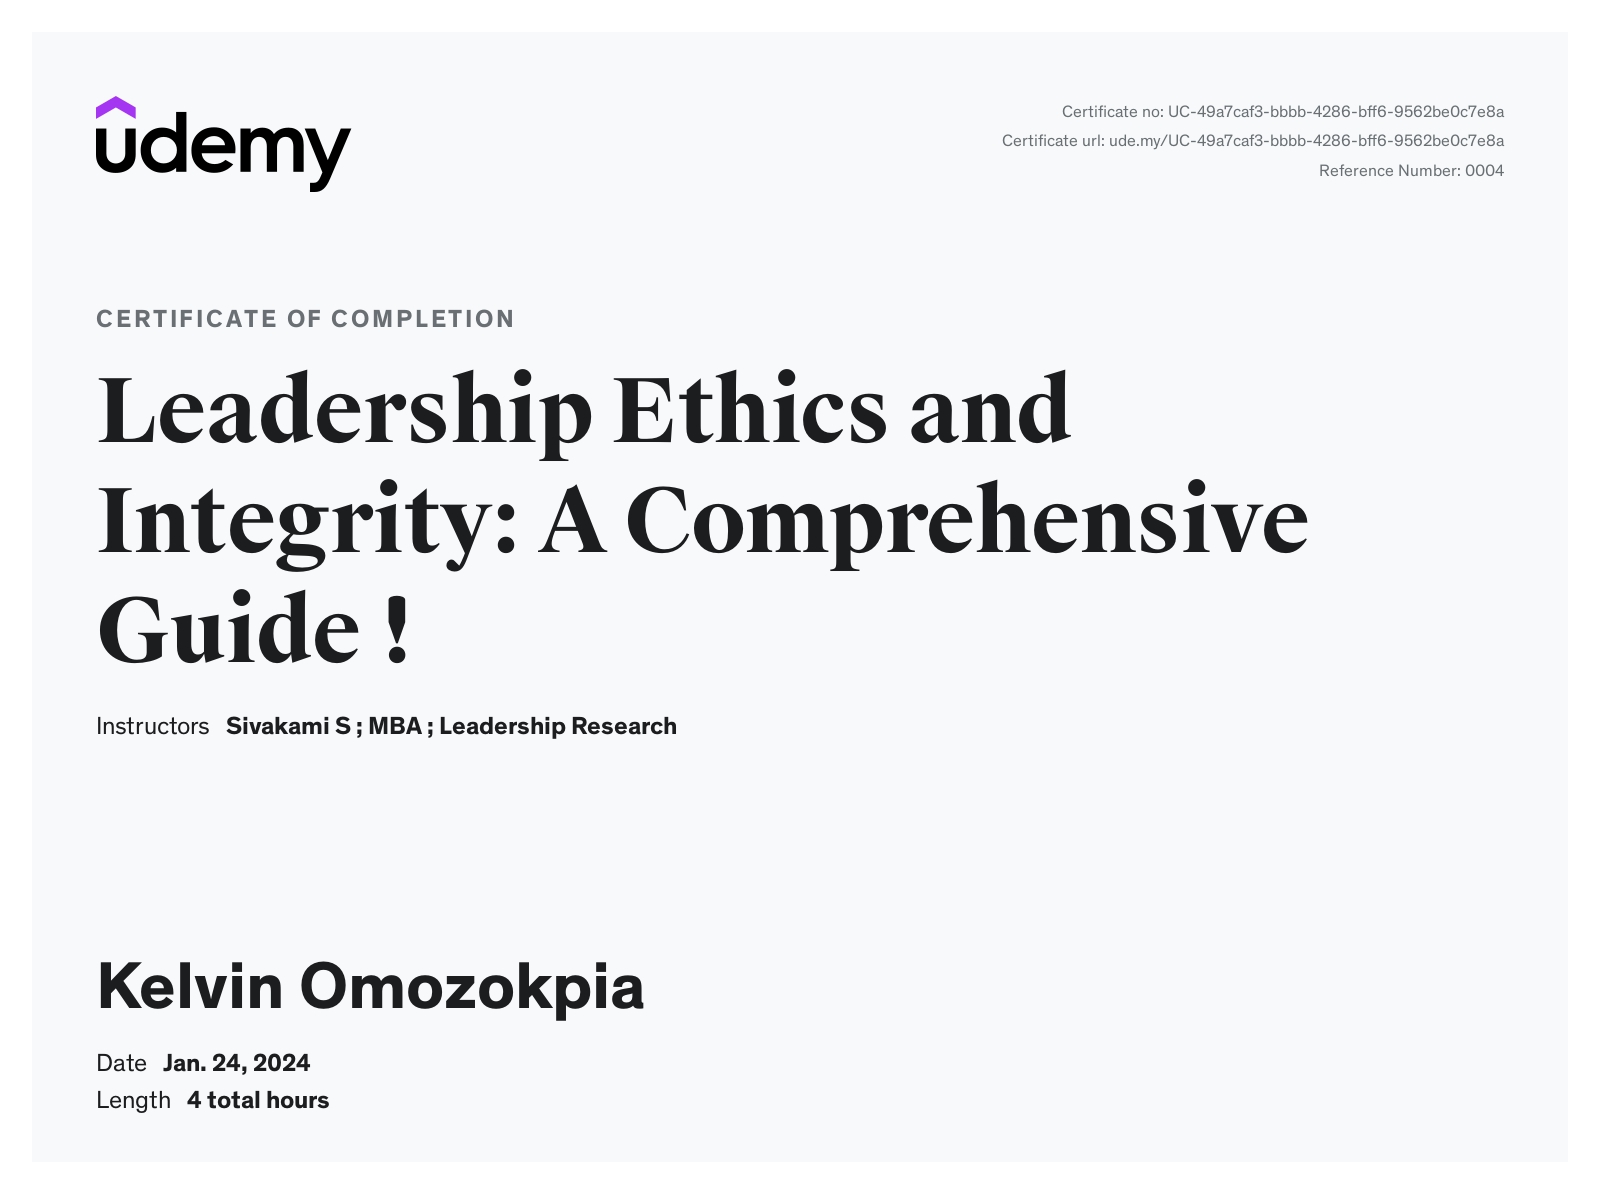 udemy
Certificate no: UC-49a7caf3-bbbb-4286-bff6-9562be0c7e8a
Certificate url: ude.my/UC-49a7caf3-bbbb-4286-bff6-9562be0c7e8a
Reference Number: 0004
CERTIFICATE OF COMPLETION
Leadership Ethics and
Integrity: A Comprehensive
Guide !
Instructors Sivakami S ; MBA ; Leadership Research
Kelvin Omozokpia
Date Jan. 24, 2024
Length 4 total hours